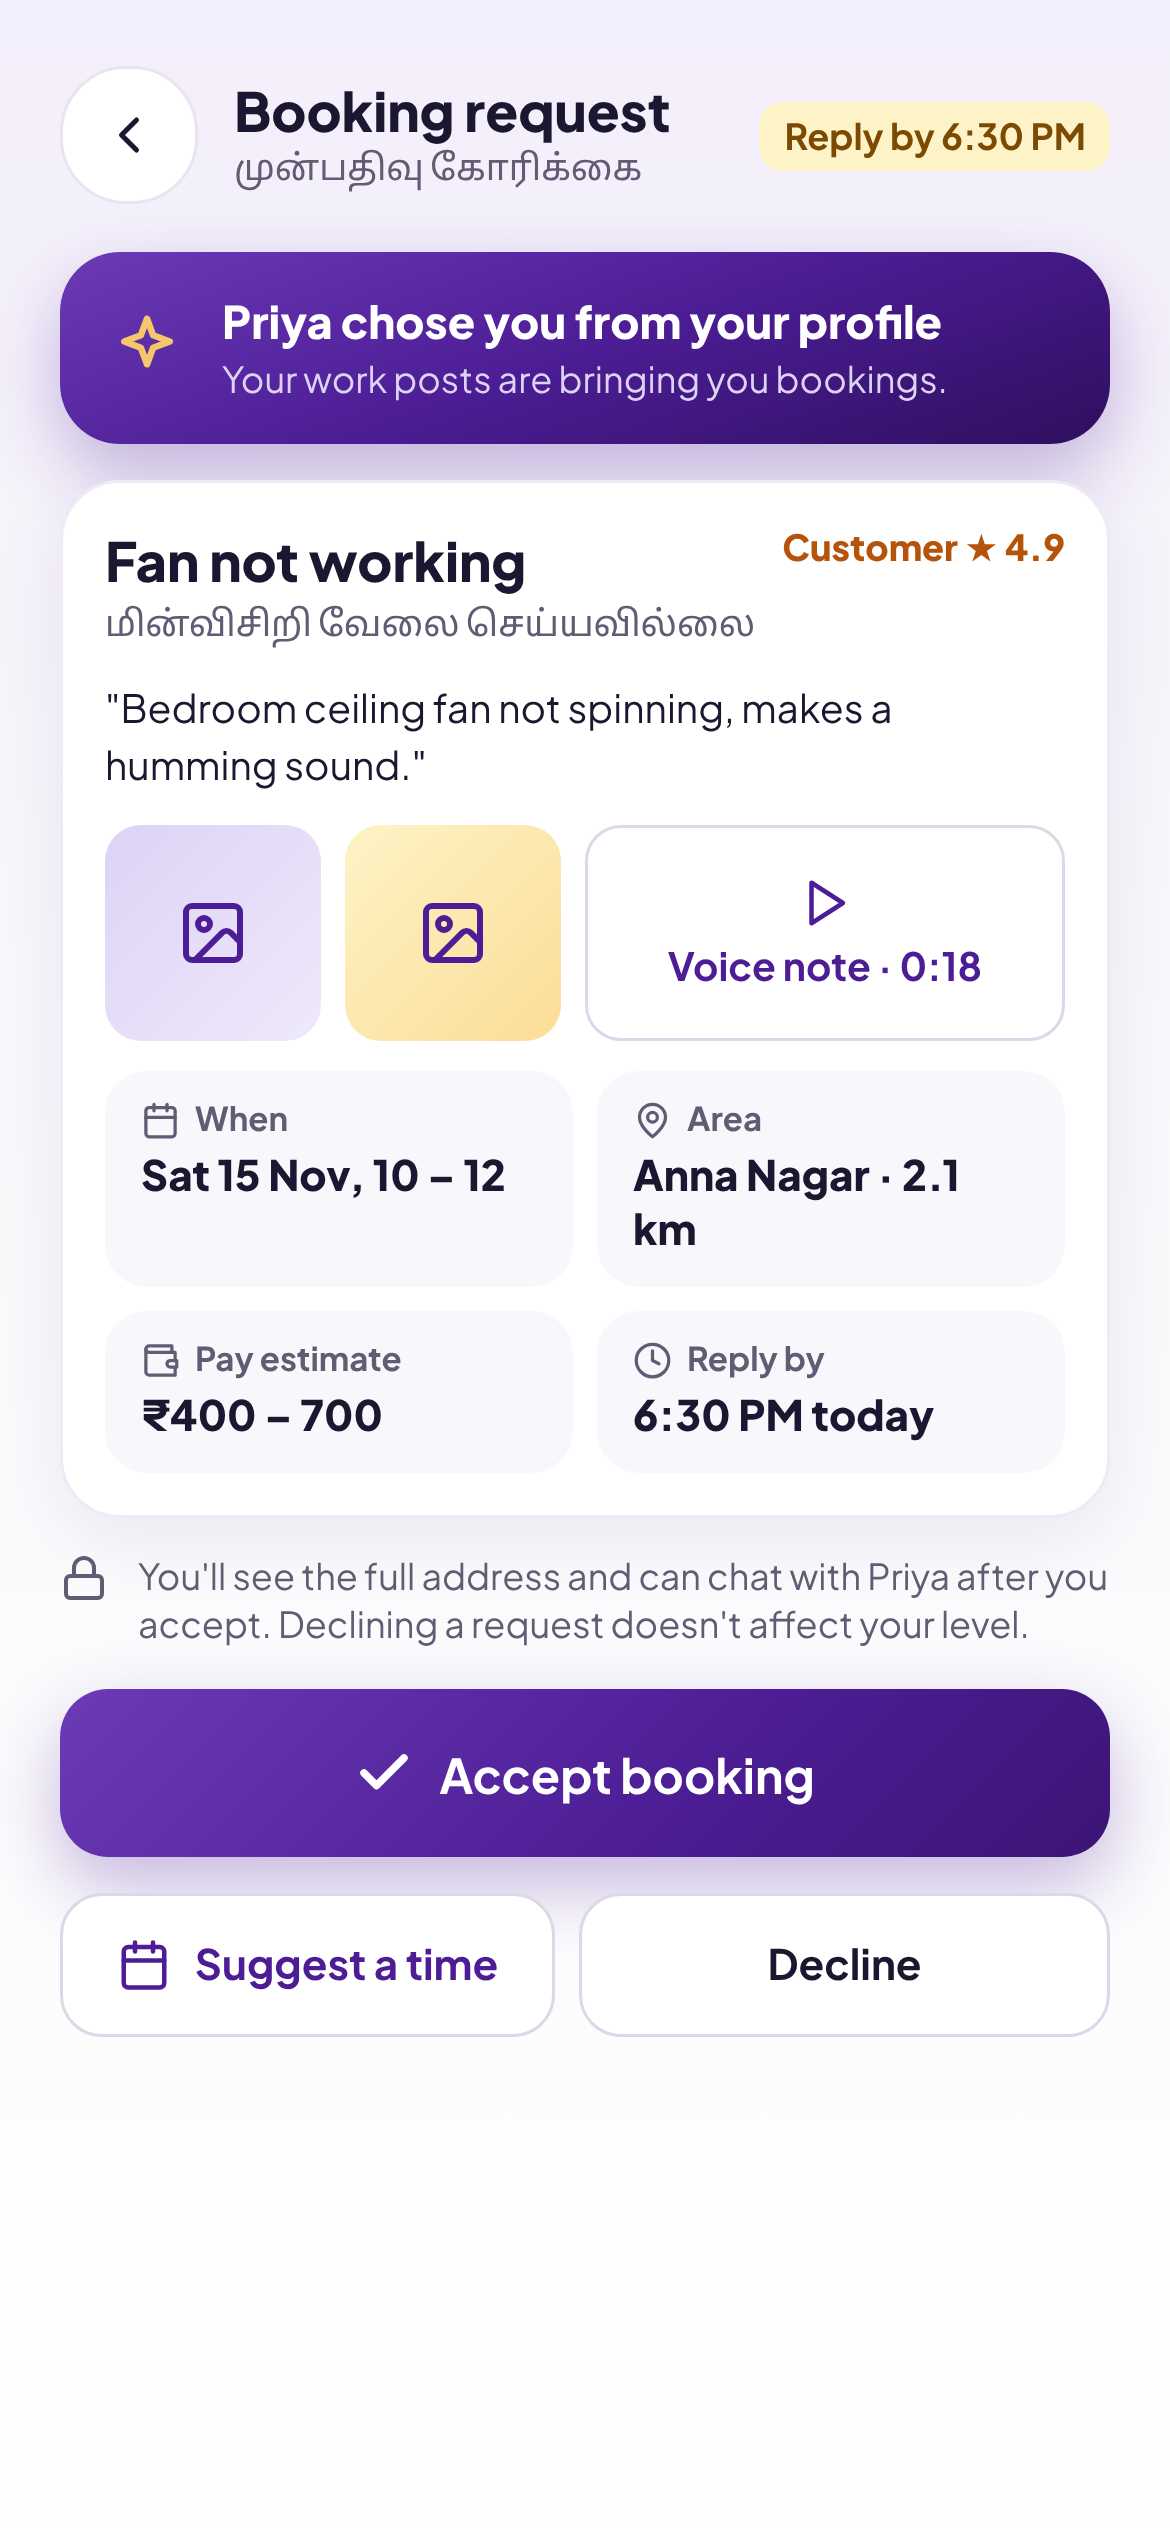 Booking request
முன்பதிவு கோரிக்கை
Reply by 6:30 PM
Priya chose you from your profile
Your work posts are bringing you bookings.
Fan not working
Customer ★ 4.9
மின்விசிறி வேலை செய்யவில்லை
"Bedroom ceiling fan not spinning, makes a
humming sound."
Voice note · 0:18
When
Sat 15 Nov, 10 – 12
Area
Anna Nagar · 2.1
km
Pay estimate
₹400 – 700
Reply by
6:30 PM today
You'll see the full address and can chat with Priya after you
accept. Declining a request doesn't affect your level.
Accept booking
Suggest a time
Decline